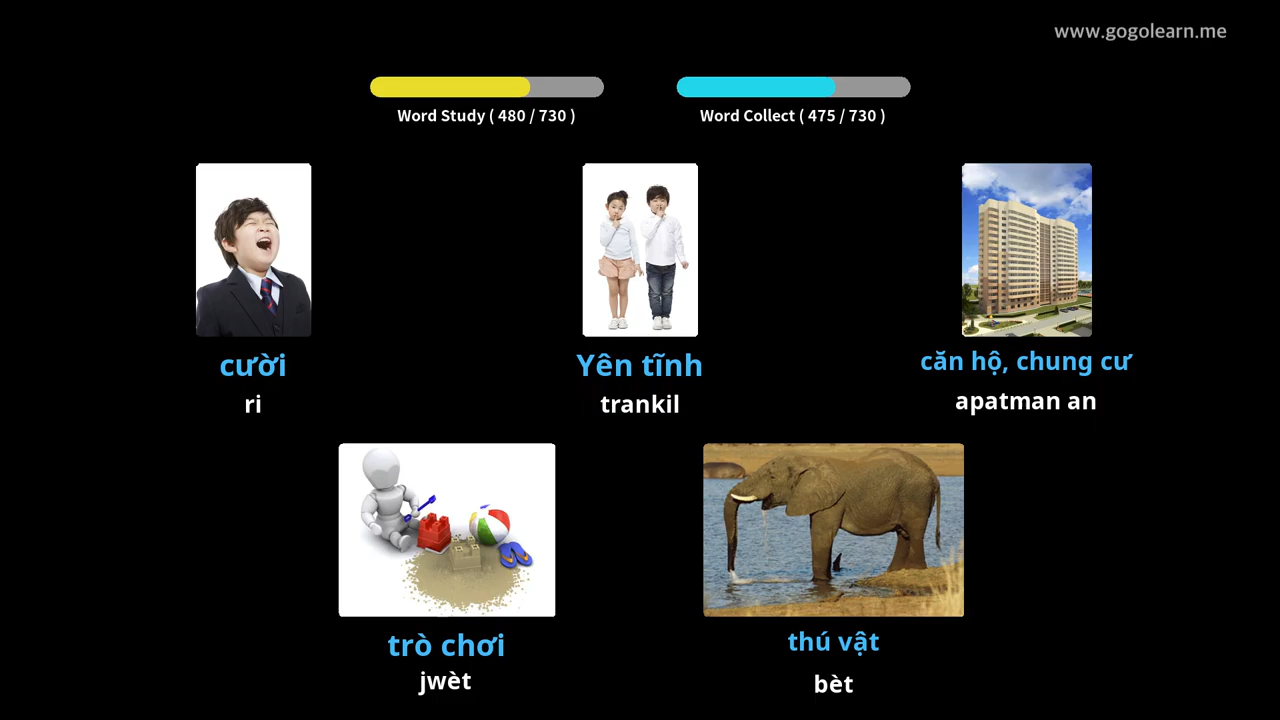 www.gogolearn.me
Word Study ( 480 / 730 )
Word Collect ( 475 / 730 )
cười
ri
Yên tĩnh
trankil
căn hộ, chung cư
apatman an
trò chơi
jwèt
thú vật
bèt